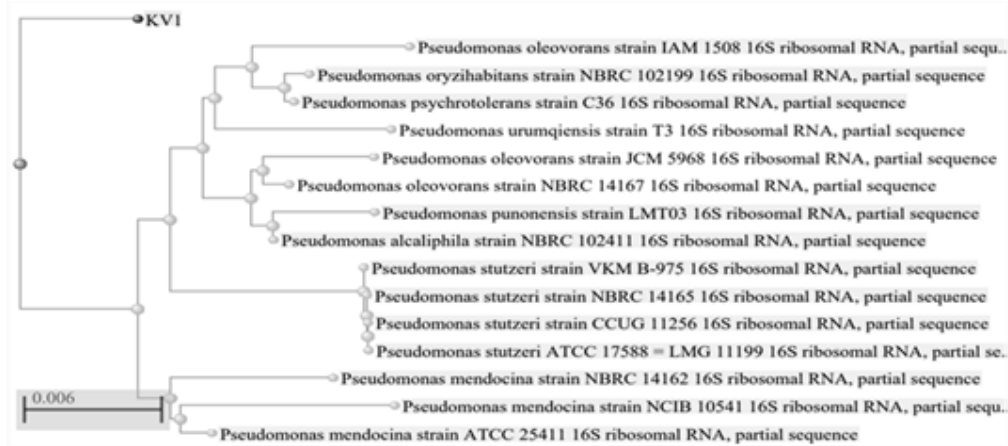 KV1
Pseudomonas oleovorans strain IAM 1508 16S ribosomal RNA, partial sequ..
Pseudomonas oryzihabitans strain NBRC 102199 16S ribosomal RNA, partial sequence
Pseudomonas psychrotolerans strain C36 16S ribosomal RNA, partial sequence
Pseudomonas urumqiensis strain T3 16S ribosomal RNA, partial sequence
Pseudomonas oleovorans strain JCM 5968 16S ribosomal RNA, partial sequence
Pseudomonas oleovorans strain NBRC 14167 16S ribosomal RNA, partial sequence
Pseudomonas punonensis strain LMT03 16S ribosomal RNA, partial sequence
Pseudomonas alcaliphila strain NBRC 102411 16S ribosomal RNA, partial sequence
Pseudomonas stutzeri strain VKM B-975 16S ribosomal RNA, partial sequence
Pseudomonas stutzeri strain NBRC 14165 16S ribosomal RNA, partial sequence
Pseudomonas stutzeri strain CCUG 11256 16S ribosomal RNA, partial sequence
Pseudomonas stutzeri ATCC 17588 = LMG 11199 16S ribosomal RNA, partial se..
Pseudomonas mendocina strain NBRC 14162 16S ribosomal RNA, partial sequence
0.006
Pseudomonas mendocina strain NCIB 10541 16S ribosomal RNA, partial sequ..
Pseudomonas mendocina strain ATCC 25411 16S ribosomal RNA, partial sequence